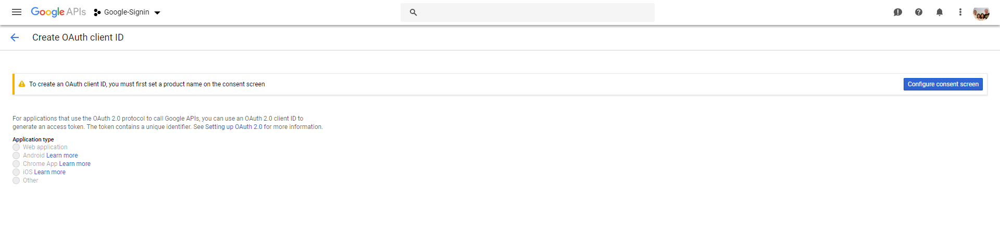 Google APIs Google-Signin
Create OAuth client ID
To create an OAuth client ID, you must first set a product name on the consent screen
Configure consent screen
For applications that use the OAuth 2.0 protocol to call Google APIs, you can use an OAuth 2.0 client ID to
generate an access token. The token contains a unique identifier. See Setting up OAuth 2.0 for more information.
Application type
Web application
Android Learn more
Chrome App Learn more
iOS Learn more
Other